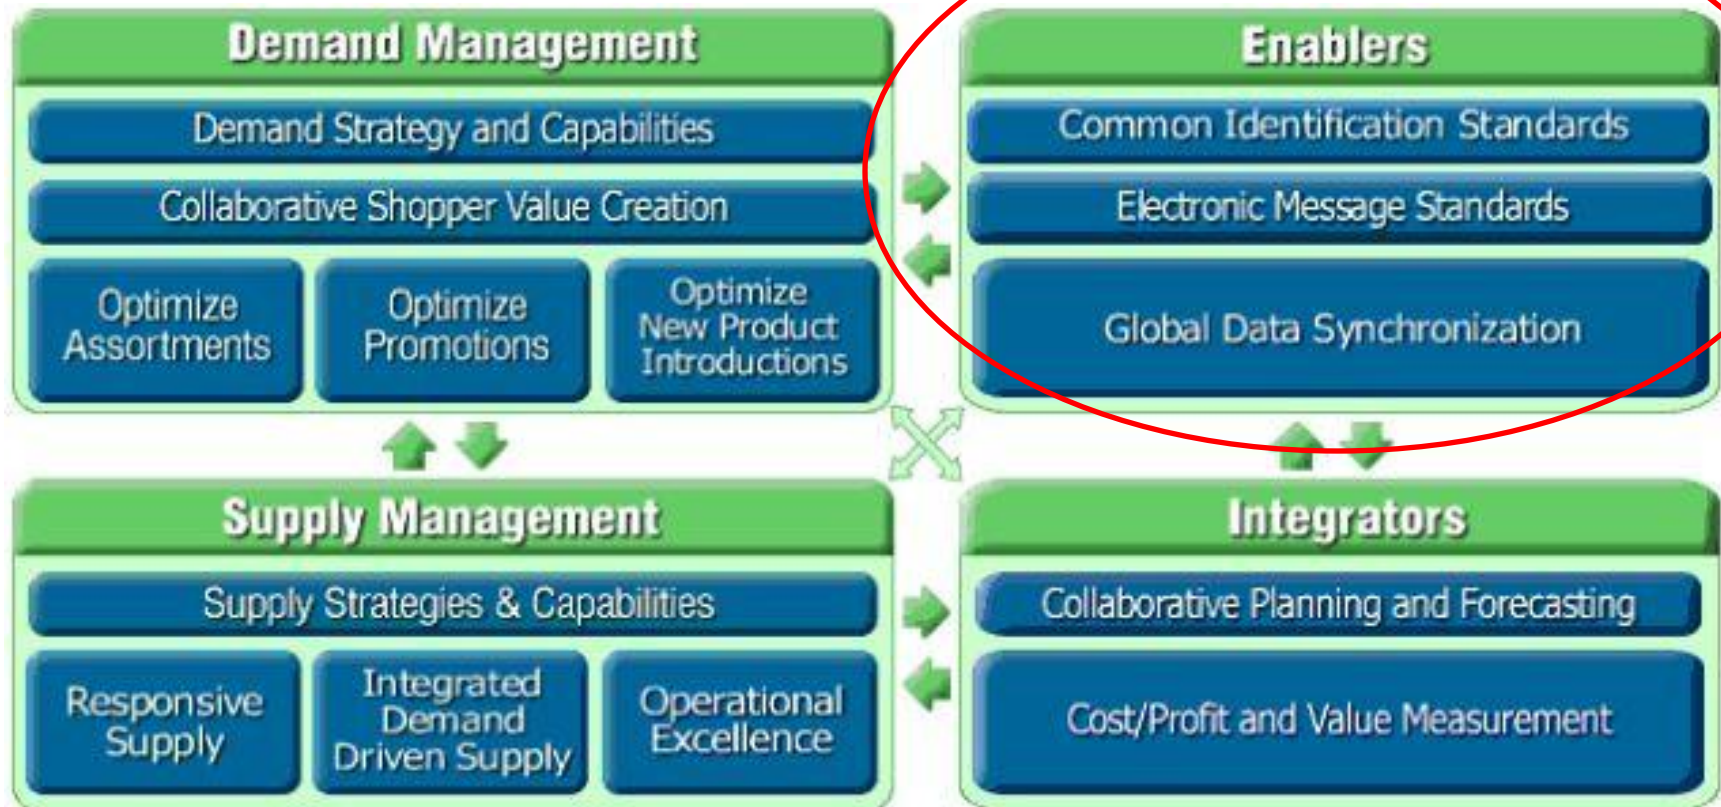 Demand Management
Demand Strategy and Capabilities
Collaborative Shopper Value Creation
Optimize
Assortments
Optimize
Promotions
Optimize
New Product
Introductions
Enablers
Common Identification Standards
Electronic Message Standards
Global Data Synchronization
Supply Management
Supply Strategies & Capabilities
Responsive
Supply
Integrated
Demand
Driven Supply
Operational
Excellence
Integrators
Collaborative Planning and Forecasting
Cost/Profit and Value Measurement